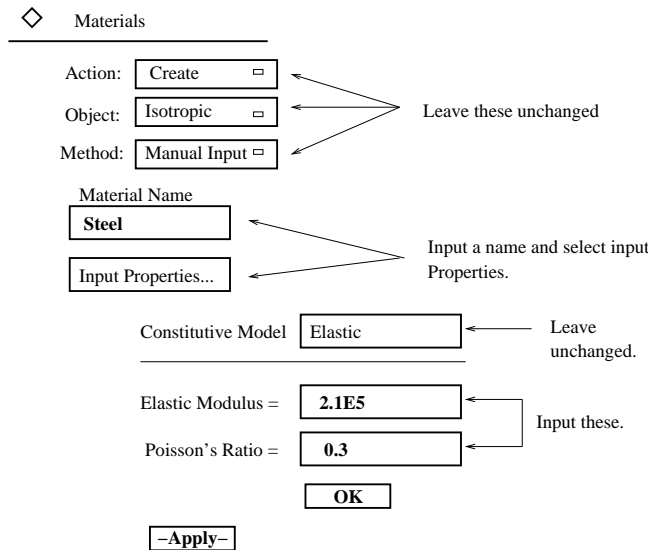 Materials
Action: Create
Object: Isotropic
Leave these unchanged
Method: Manual Input
Material Name
Steel
Input a name and select input
Properties.
Input Properties...
Constitutive Model Elastic
Leave
unchanged.
Elastic Modulus = 2.1E5
Input these.
Poisson's Ratio = 0.3
OK
–Apply–